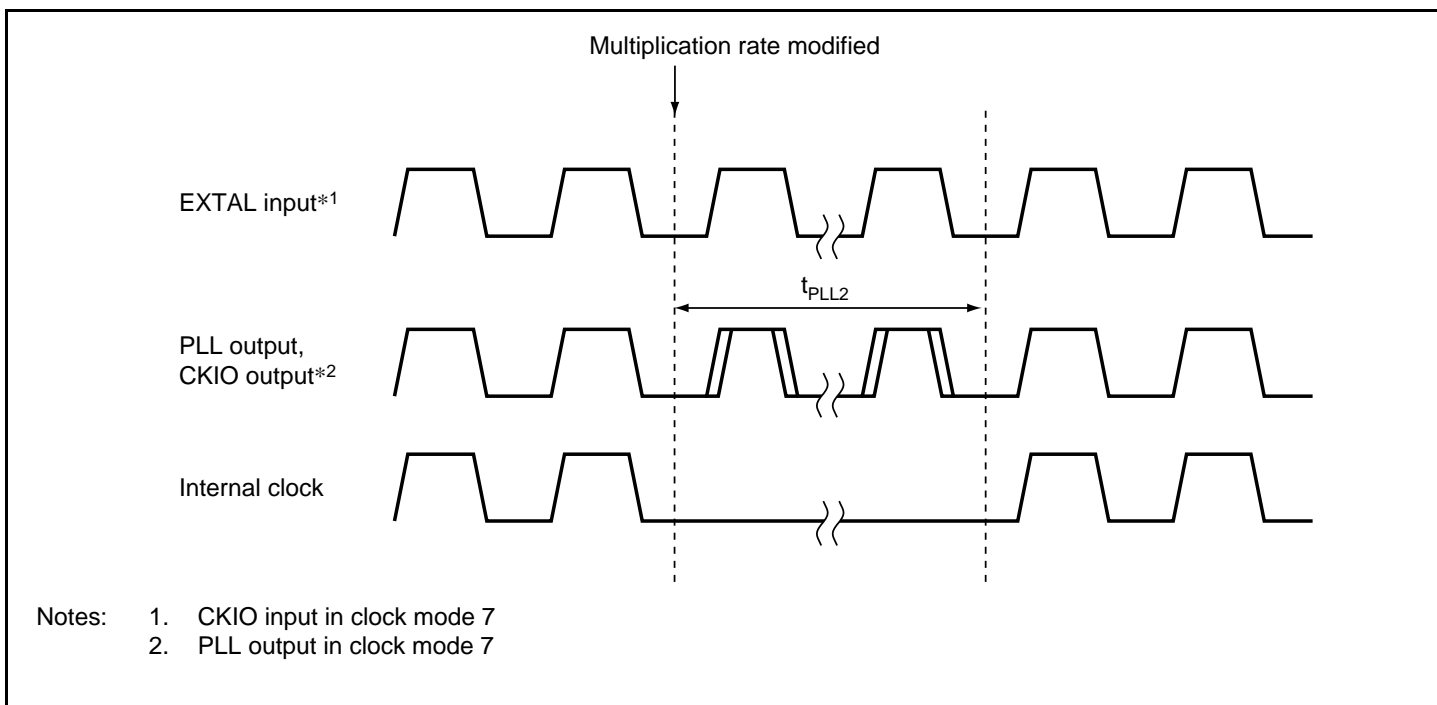 Multiplication rate modified
EXTAL input*1
tPLL2
PLL output,
CKIO output*2
Internal clock
Notes: 1. CKIO input in clock mode 7
2. PLL output in clock mode 7